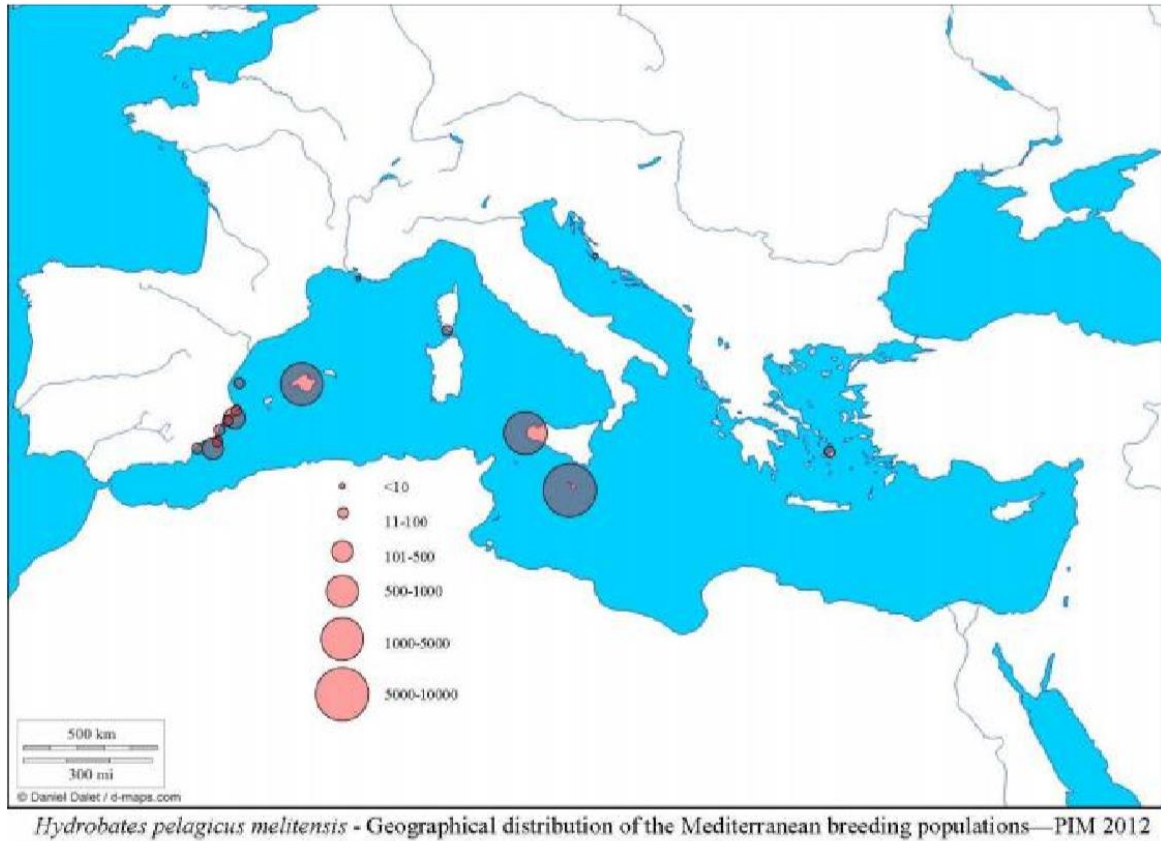 <10
11-100
101-500
500-1000
1000-5000
5000-10000
500 km
300 mi
© Daniel Dalet / d-maps.com
Hydrobates pelagicus melitensis - Geographical distribution of the Mediterranean breeding populations—PIM 2012